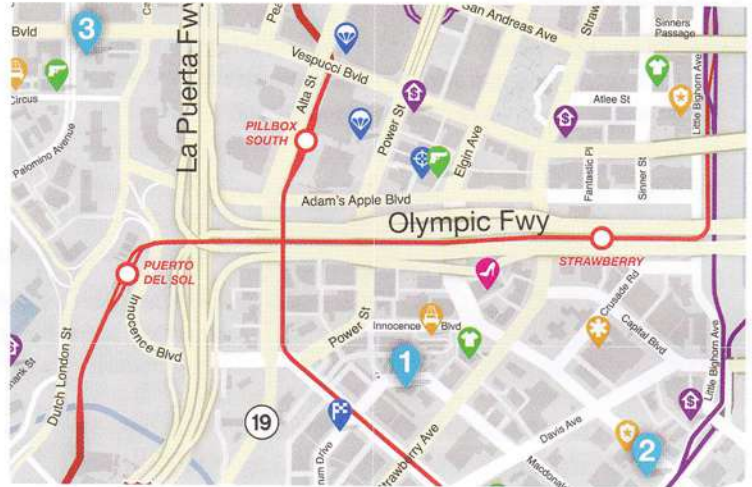 Bvld
3
La Puerta Fwy
San Andreas Ave
Sinners
Passage
Vespucci Bvld
Alta St
Power St
Elgin Ave
Atlee St
Little Bighorn Ave
Circus
Palomino Avenue
PILLBOX
SOUTH
Fantastic Pl
Sinner St
Adam's Apple Blvd
Olympic Fwy
STRAWBERRY
PUERTO
DEL SOL
Innocence Blvd
Dutch London St
Power St
Innocence Blvd
Crusade Rd
Capital Blvd
Little Bighorn Ave
1
19
Davis Ave
2
Strawberry Ave